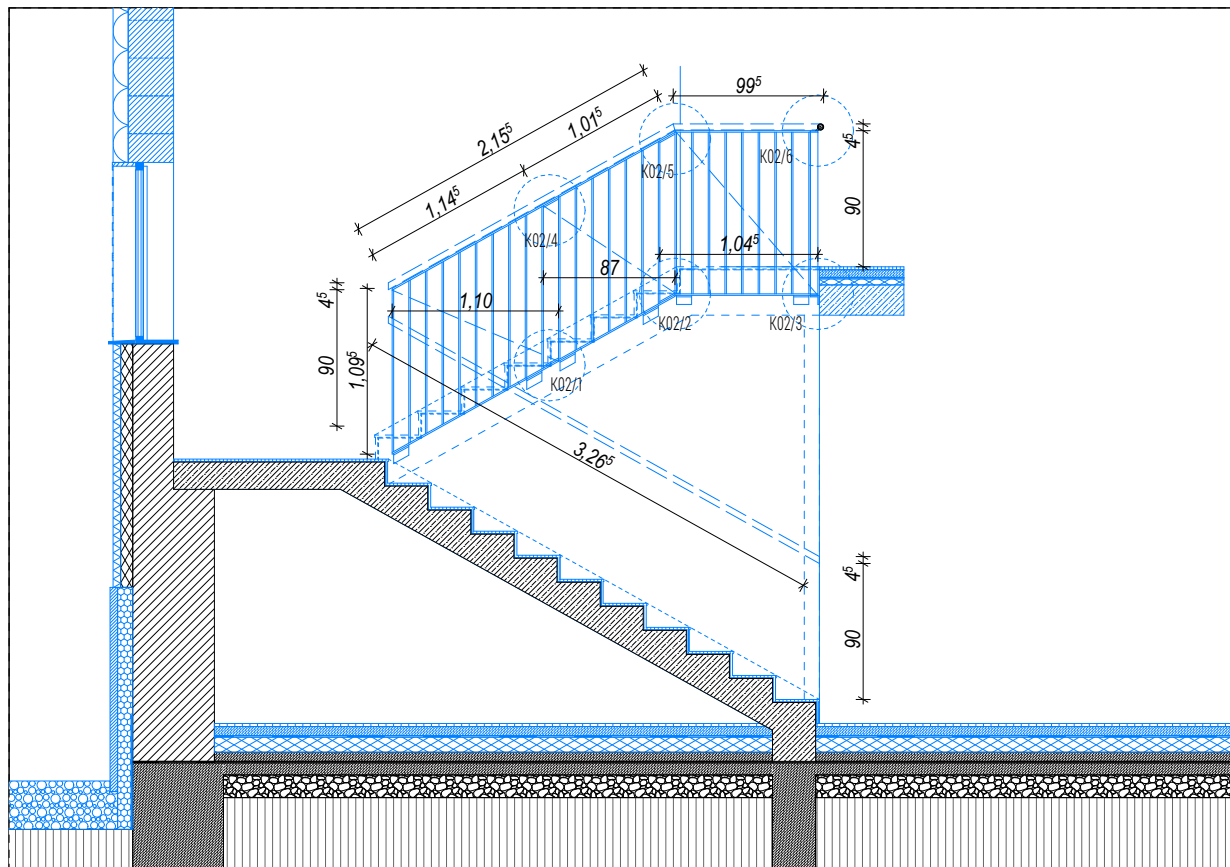 99⁵
2,15⁵
1,01⁵
4⁵
K02/5
K02/6
1,14⁵
90
K02/4
1,04⁵
87
4⁵
1,10
K02/2
K02/3
90
1,09⁵
K02/1
3,26⁵
4⁵
90